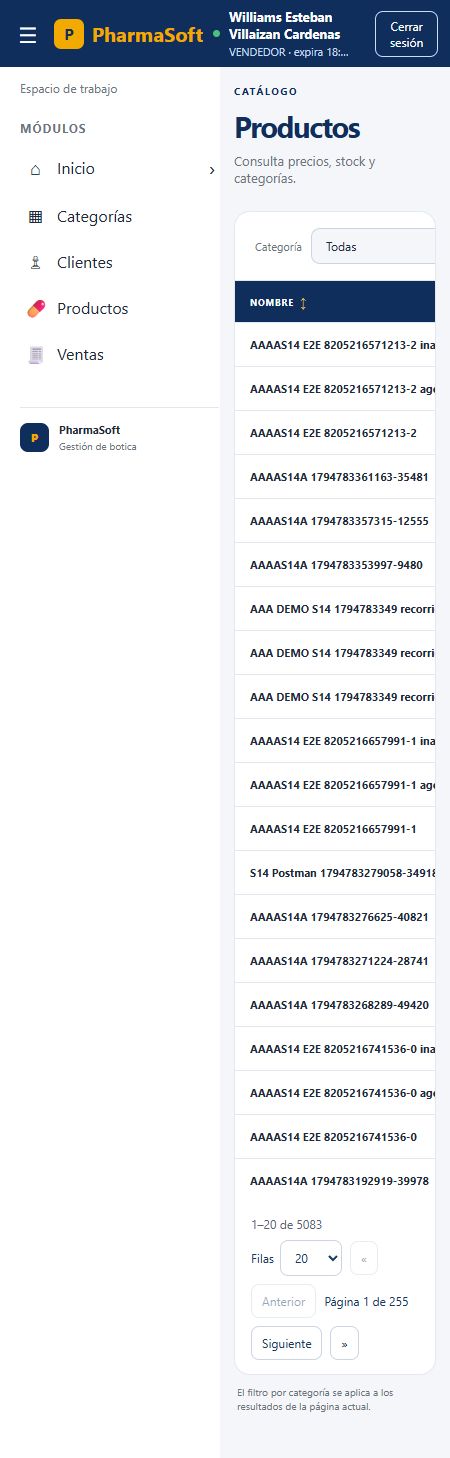 P PharmaSoft
Williams Esteban
Villaizan Cardenas
VENDEDOR · expira 18:...
Cerrar
sesión
Espacio de trabajo
MÓDULOS
Inicio
Categorías
Clientes
Productos
Ventas
P
PharmaSoft
Gestión de botica
CATÁLOGO
Productos
Consulta precios, stock y
categorías.
Categoría Todas
NOMBRE ↕
AAAAS14 E2E 8205216571213-2 ina
AAAAS14 E2E 8205216571213-2 ago
AAAAS14 E2E 8205216571213-2
AAAAS14A 1794783361163-35481
AAAAS14A 1794783357315-12555
AAAAS14A 1794783353997-9480
AAA DEMO S14 1794783349 recorri
AAA DEMO S14 1794783349 recorri
AAA DEMO S14 1794783349 recorri
AAAAS14 E2E 8205216657991-1 ina
AAAAS14 E2E 8205216657991-1 ago
AAAAS14 E2E 8205216657991-1
S14 Postman 1794783279058-34918
AAAAS14A 1794783276625-40821
AAAAS14A 1794783271224-28741
AAAAS14A 1794783268289-49420
AAAAS14 E2E 8205216741536-0 ina
AAAAS14 E2E 8205216741536-0 ago
AAAAS14 E2E 8205216741536-0
AAAAS14A 1794783192919-39978
1–20 de 5083
Filas 20 «
Anterior Página 1 de 255
Siguiente »
El filtro por categoría se aplica a los
resultados de la página actual.